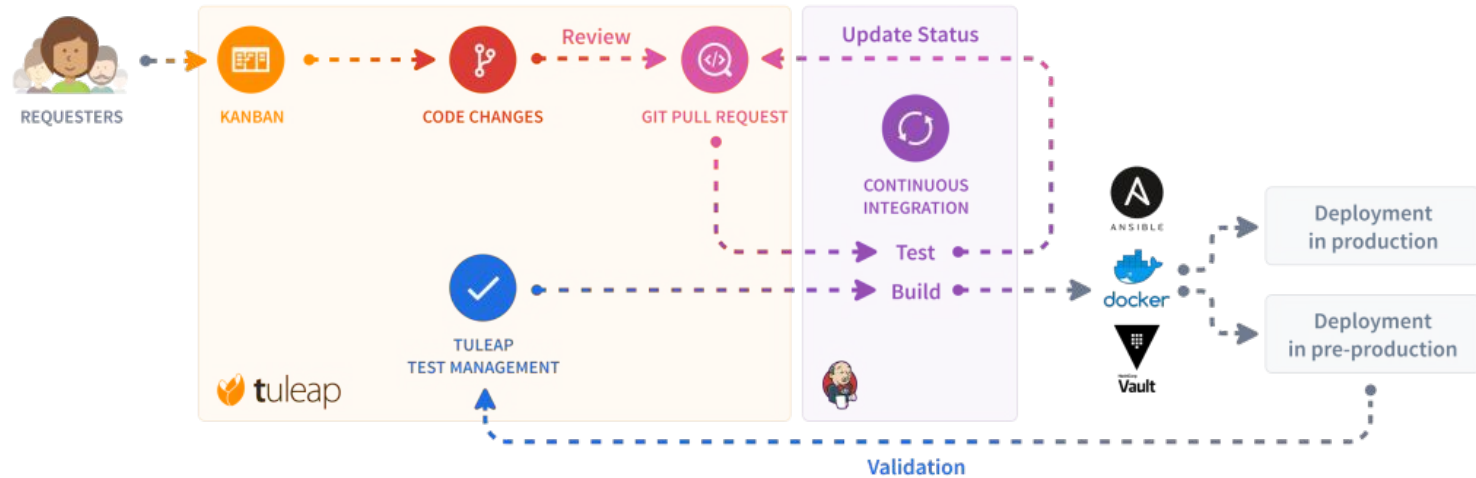 REQUESTERS
KANBAN
CODE CHANGES
Review
GIT PULL REQUEST
Update Status
CONTINUOUS
INTEGRATION
Test
Build
TULEAP
TEST MANAGEMENT
tuleap
ANSIBLE
docker
HashiCorp
Vault
Deployment
in production
Deployment
in pre-production
Validation